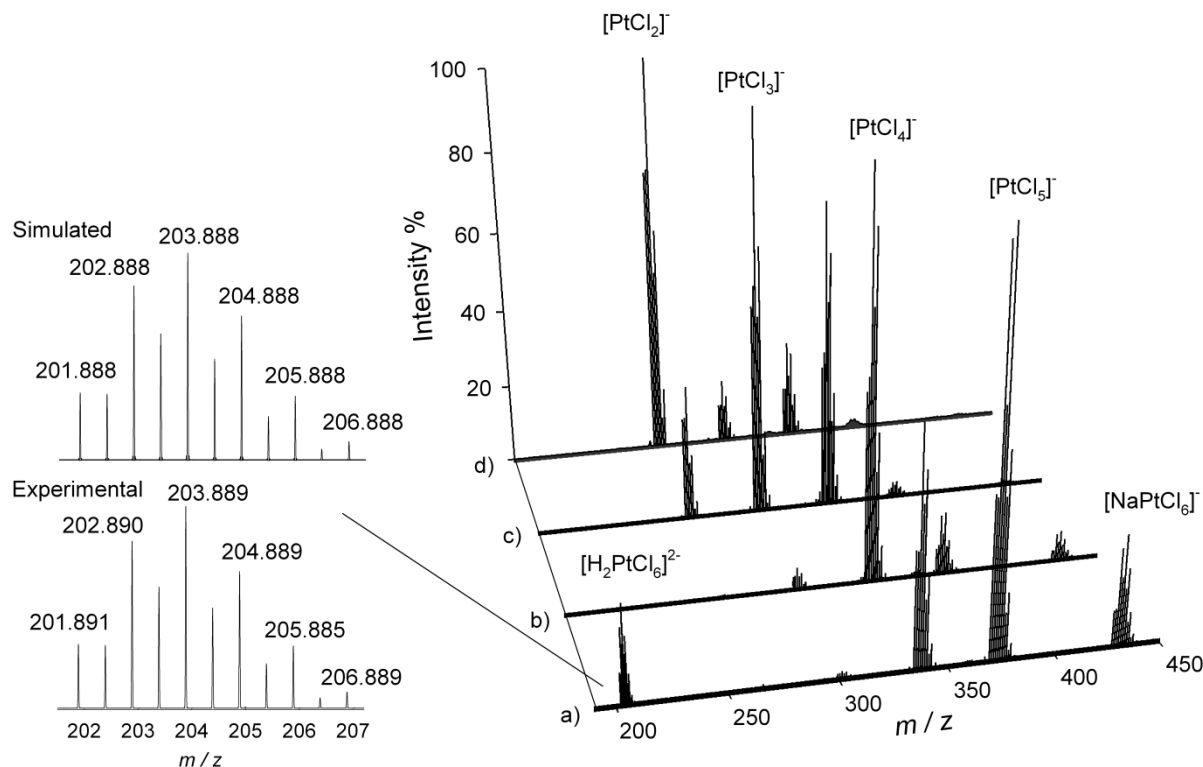 [PtCl₂]⁻
[PtCl₃]⁻
[PtCl₄]⁻
[PtCl₅]⁻
[NaPtCl₆]⁻
[H₂PtCl₆]²⁻
Intensity %
100
80
60
40
20
d)
c)
b)
a)
200
250
300
350
400
450
m / z
Simulated
203.888
202.888
204.888
201.888
205.888
206.888
Experimental
203.889
202.890
204.889
201.891
205.885
206.889
202 203 204 205 206 207
m / z